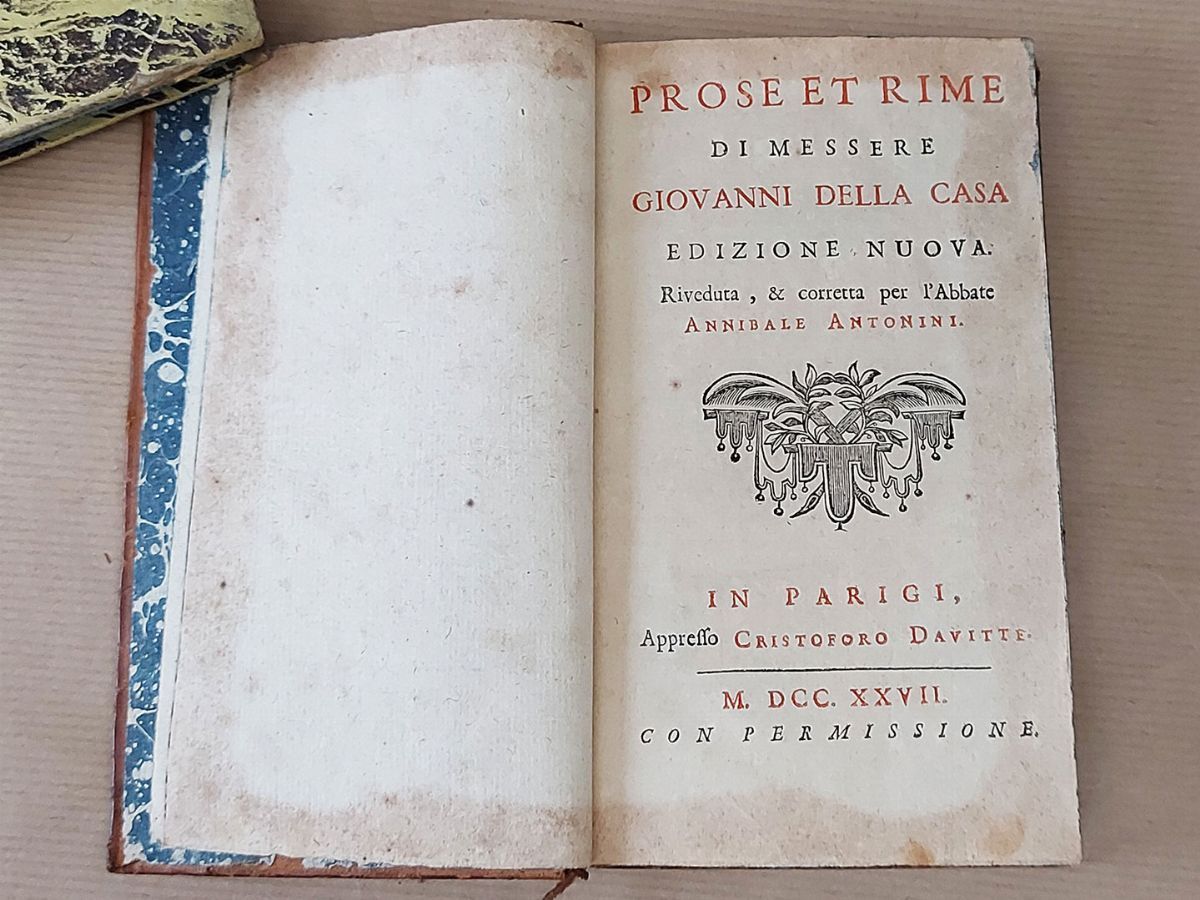 PROSE ET RIME
DI MESSERE
GIOVANNI DELLA CASA
EDIZIONE NUOVA.
Riveduta, & corretta per l'Abbate
ANNIBALE ANTONINI.
IN PARIGI,
Appreſſo CRISTOFORO DAVITTE.
M. DCC. XXVII.
CON PERMISSIONE.